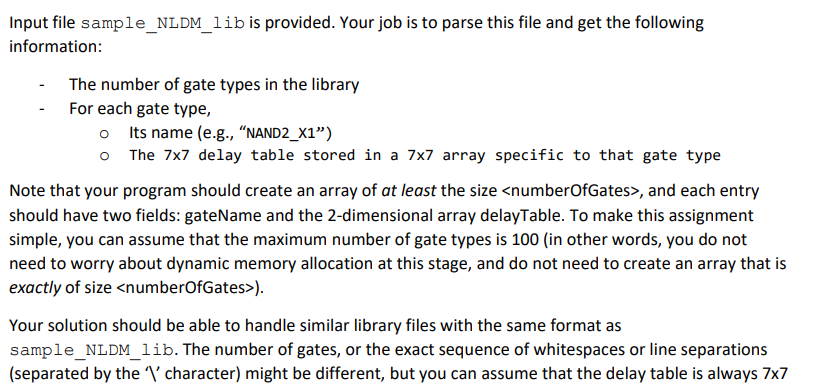 Input file sample_NLDM_lib is provided. Your job is to parse this file and get the following
information:
- The number of gate types in the library
- For each gate type,
o Its name (e.g., “NAND2_X1”)
o The 7x7 delay table stored in a 7x7 array specific to that gate type
Note that your program should create an array of at least the size <numberOfGates>, and each entry
should have two fields: gateName and the 2-dimensional array delayTable. To make this assignment
simple, you can assume that the maximum number of gate types is 100 (in other words, you do not
need to worry about dynamic memory allocation at this stage, and do not need to create an array that is
exactly of size <numberOfGates>).
Your solution should be able to handle similar library files with the same format as
sample_NLDM_lib. The number of gates, or the exact sequence of whitespaces or line separations
(separated by the ‘\’ character) might be different, but you can assume that the delay table is always 7x7